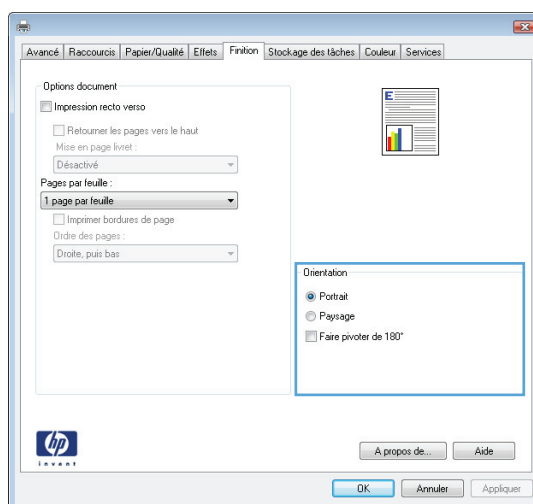 Avancé Raccourcis Papier/Qualité Effets Finition Stockage des tâches Couleur Services
Options document
Impression recto verso
Retourner les pages vers le haut
Mise en page livret :
Désactivé
Pages par feuille :
1 page par feuille
Imprimer bordures de page
Ordre des pages :
Droite, puis bas
E
Orientation
Portrait
Paysage
Faire pivoter de 180°
hp
invent
A propos de... Aide
OK Annuler Appliquer